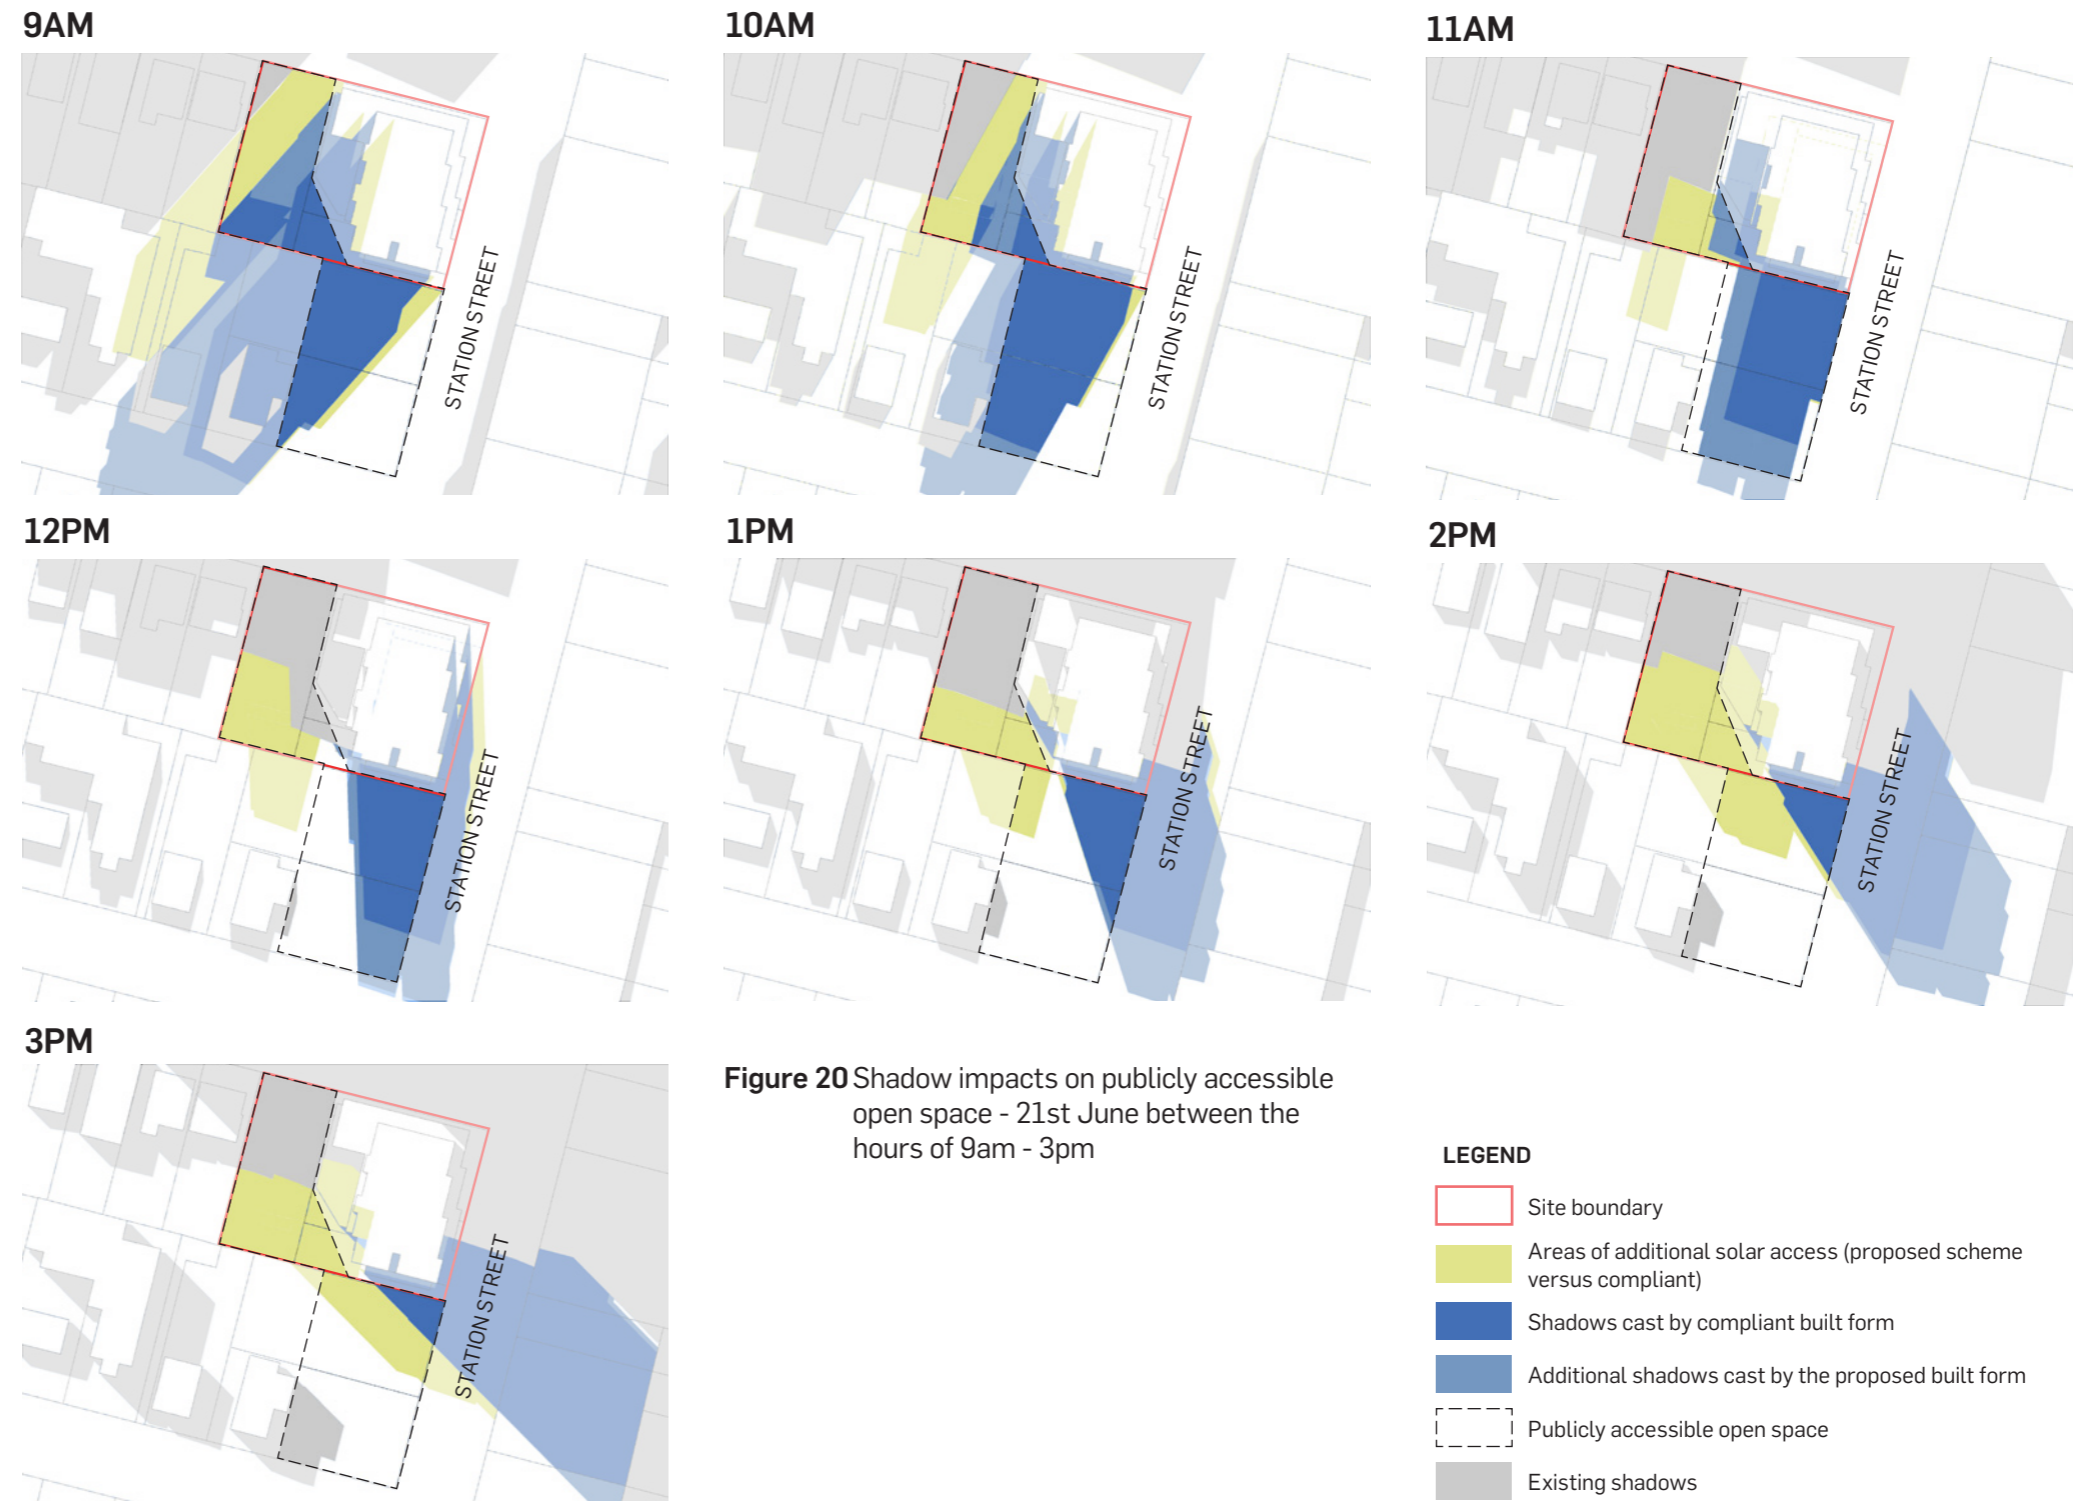 9AM
10AM
11AM
STATION STREET
STATION STREET
STATION STREET
12PM
1PM
2PM
STATION STREET
STATION STREET
STATION STREET
3PM
STATION STREET
Figure 20 Shadow impacts on publicly accessible
open space - 21st June between the
hours of 9am - 3pm
LEGEND
Site boundary
Areas of additional solar access (proposed scheme
versus compliant)
Shadows cast by compliant built form
Additional shadows cast by the proposed built form
Publicly accessible open space
Existing shadows